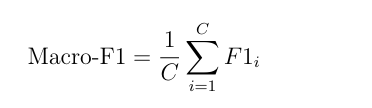 Macro-F1 = \frac{1}{C} \sum_{i=1}^{C} F1_i